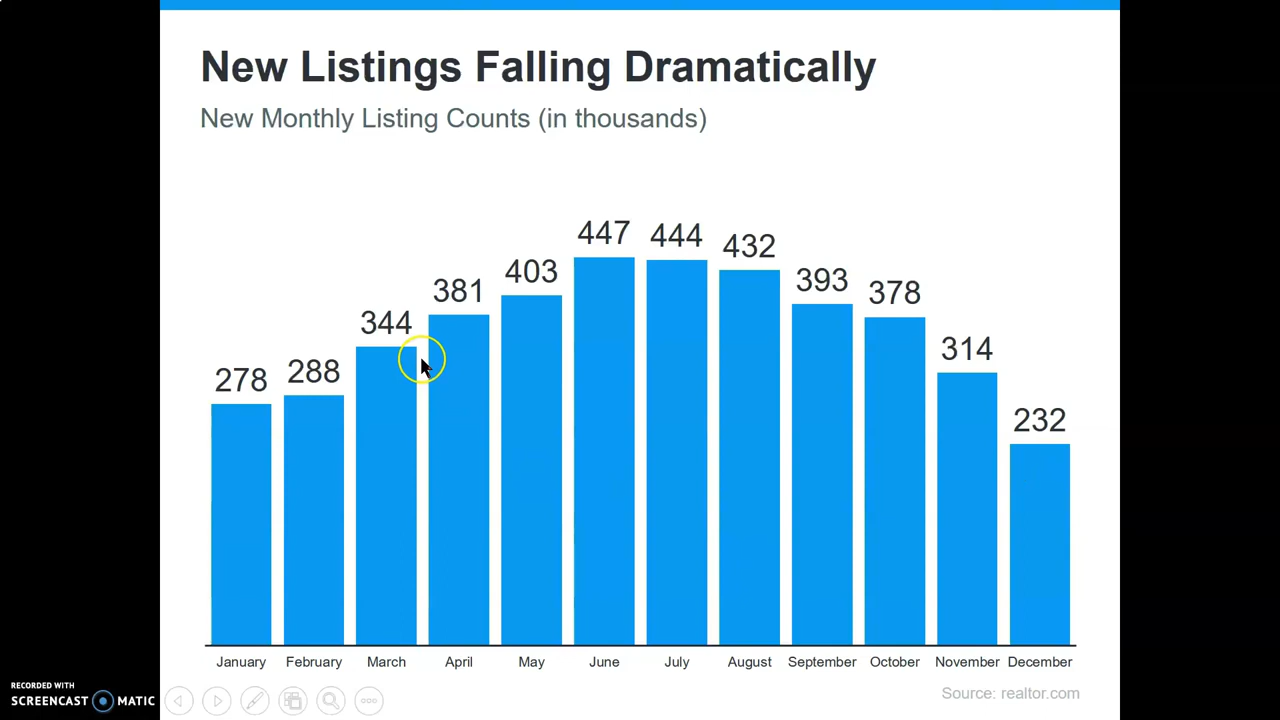 New Listings Falling Dramatically
New Monthly Listing Counts (in thousands)
278 288 344 381 403 447 444 432 393 378 314 232
January February March April May June July August September October November December
Source: realtor.com
RECORDED WITH
SCREENCAST MATIC